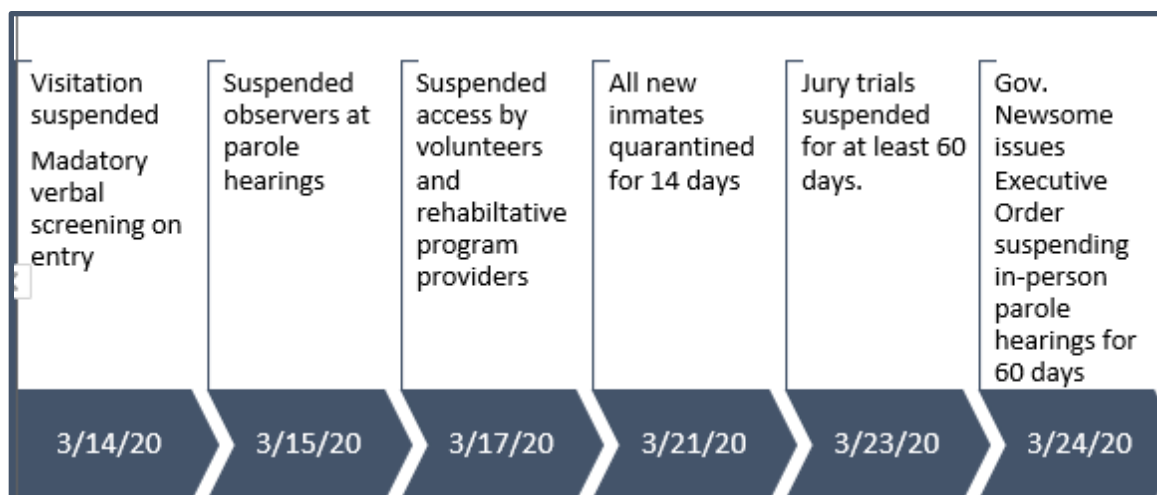 Visitation
suspended
Madatory
verbal
screening on
entry
Suspended
observers at
parole
hearings
Suspended
access by
volunteers
and
rehabiltative
program
providers
All new
inmates
quarantined
for 14 days
Jury trials
suspended
for at least 60
days.
Gov.
Newsome
issues
Executive
Order
suspending
in-person
parole
hearings for
60 days
3/14/20
3/15/20
3/17/20
3/21/20
3/23/20
3/24/20